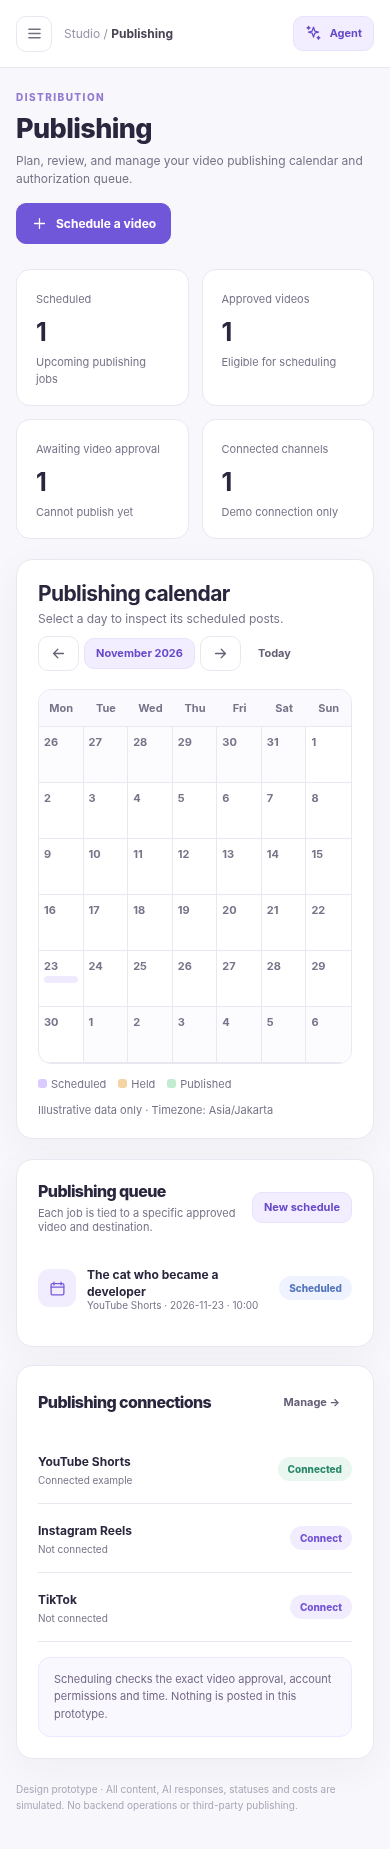 Studio / Publishing
Agent
DISTRIBUTION
Publishing
Plan, review, and manage your video publishing calendar and
authorization queue.
Schedule a video
Scheduled
1
Upcoming publishing
jobs
Approved videos
1
Eligible for scheduling
Awaiting video approval
1
Cannot publish yet
Connected channels
1
Demo connection only
Publishing calendar
Select a day to inspect its scheduled posts.
← November 2026 → Today
Mon Tue Wed Thu Fri Sat Sun
26 27 28 29 30 31 1
2 3 4 5 6 7 8
9 10 11 12 13 14 15
16 17 18 19 20 21 22
23 24 25 26 27 28 29
30 1 2 3 4 5 6
Scheduled Held Published
Illustrative data only · Timezone: Asia/Jakarta
Publishing queue
Each job is tied to a specific approved
video and destination.
New schedule
The cat who became a
developer
YouTube Shorts · 2026-11-23 · 10:00
Scheduled
Publishing connections
Manage →
YouTube Shorts
Connected example
Connected
Instagram Reels
Not connected
Connect
TikTok
Not connected
Connect
Scheduling checks the exact video approval, account
permissions and time. Nothing is posted in this
prototype.
Design prototype · All content, AI responses, statuses and costs are
simulated. No backend operations or third-party publishing.